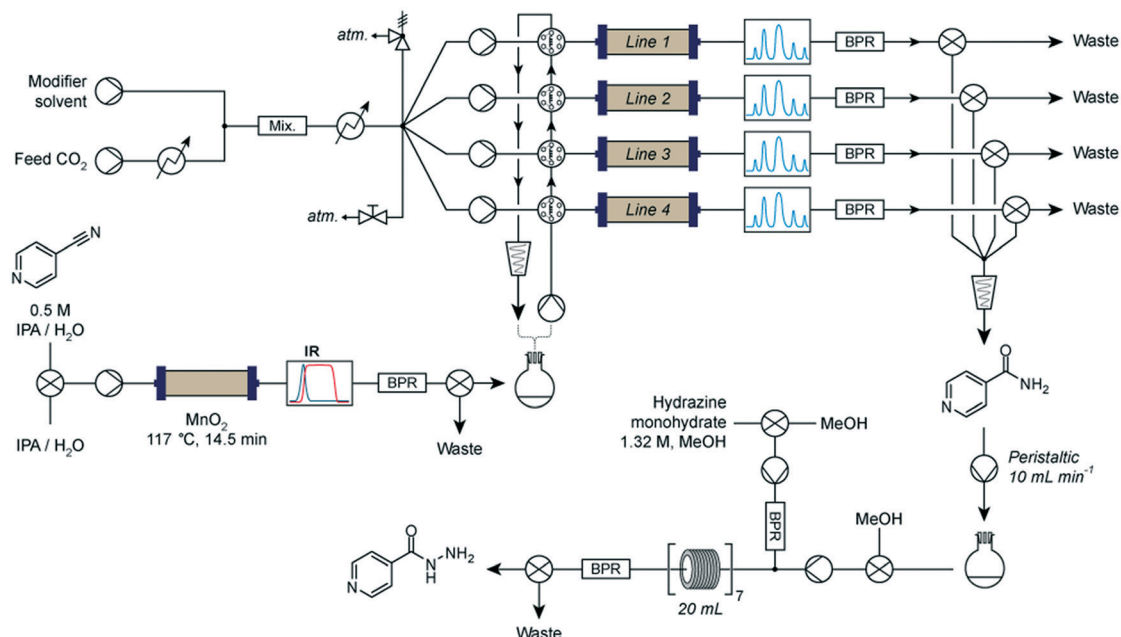 atm.
Line 1
BPR
Waste
Modifier
solvent
Mix.
Line 2
BPR
Waste
Feed CO2
Line 3
BPR
Waste
atm.
Line 4
BPR
Waste
N
N
0.5 M
IPA / H2O
IR
BPR
MnO2
117 °C, 14.5 min
IPA / H2O
Waste
O
NH2
N
Hydrazine
monohydrate
1.32 M, MeOH
MeOH
Peristaltic
10 mL min-1
BPR
MeOH
O
NH2
N
H
N
BPR
20 mL
7
Waste